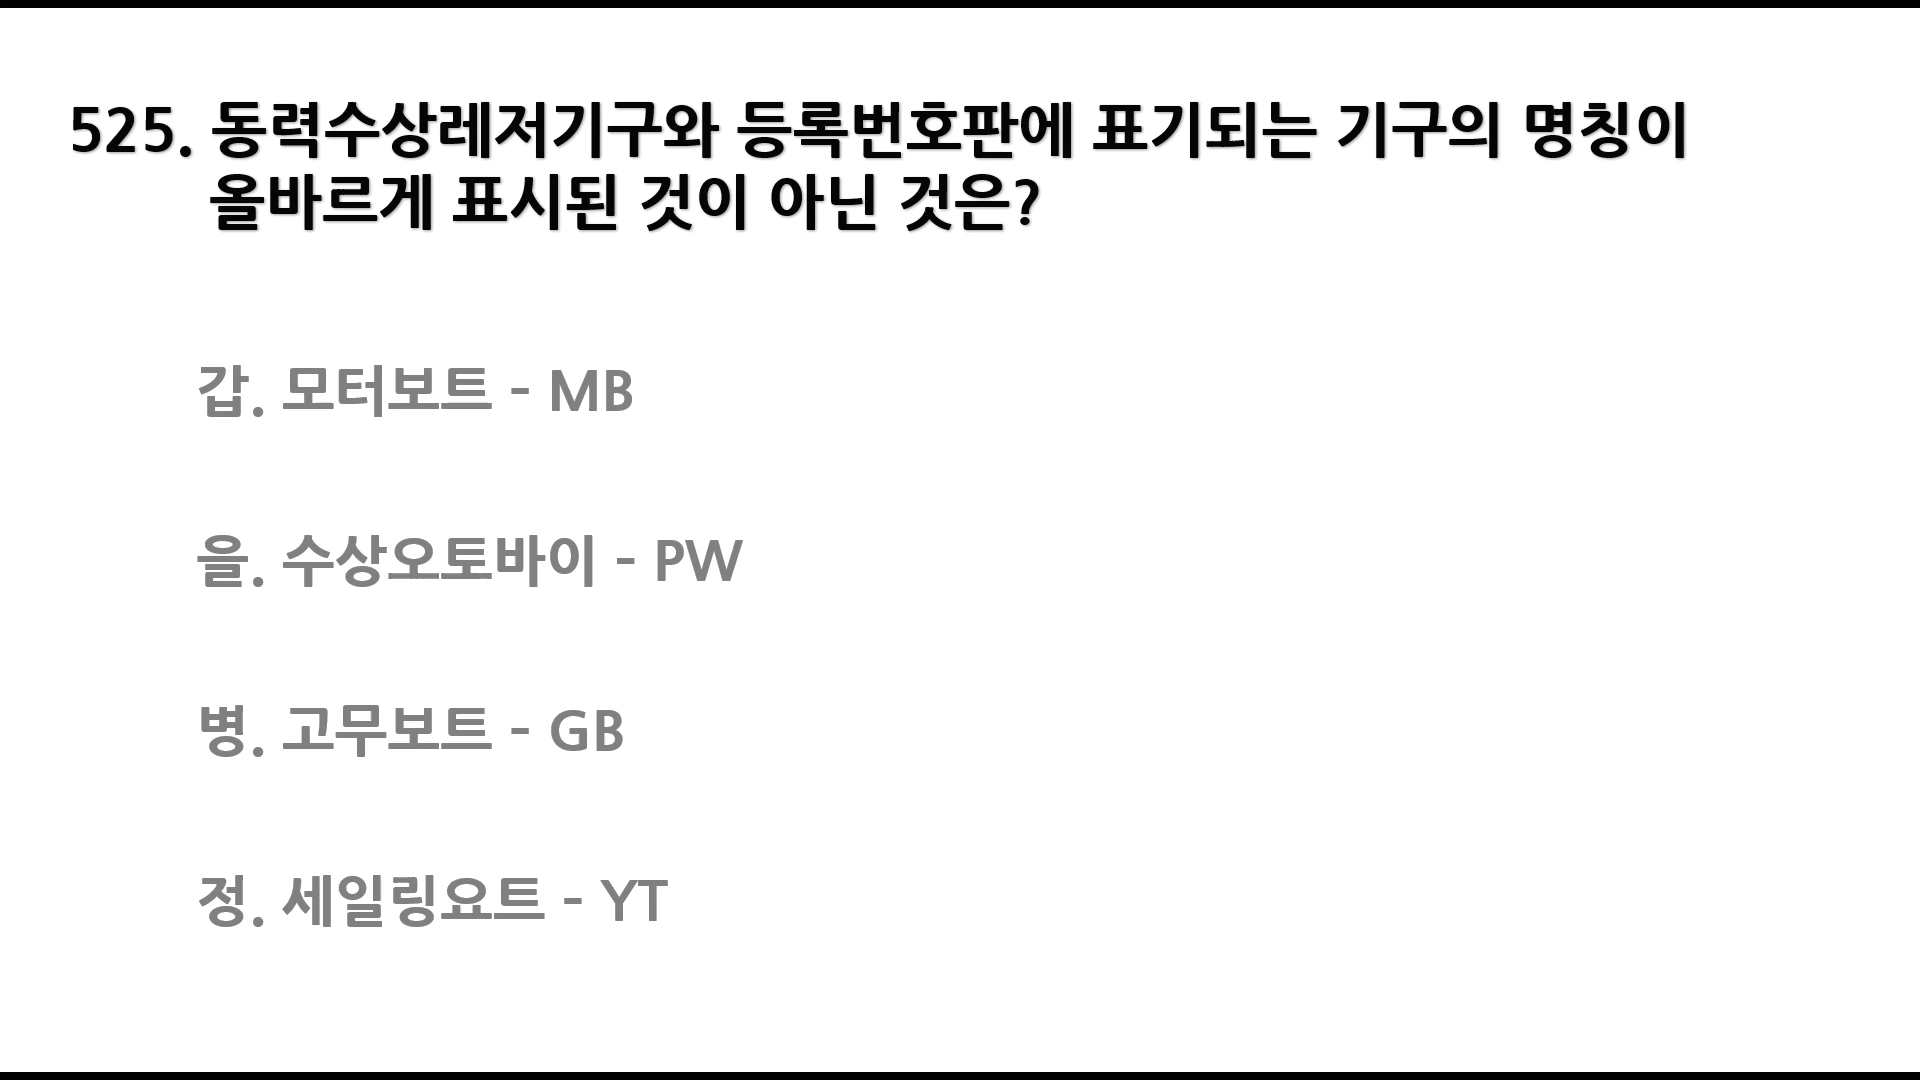 525. 동력수상레저기구와 등록번호판에 표기되는 기구의 명칭이
올바르게 표시된 것이 아닌 것은?
갑. 모터보트 - MB
을. 수상오토바이 - PW
병. 고무보트 - GB
정. 세일링요트 - YT